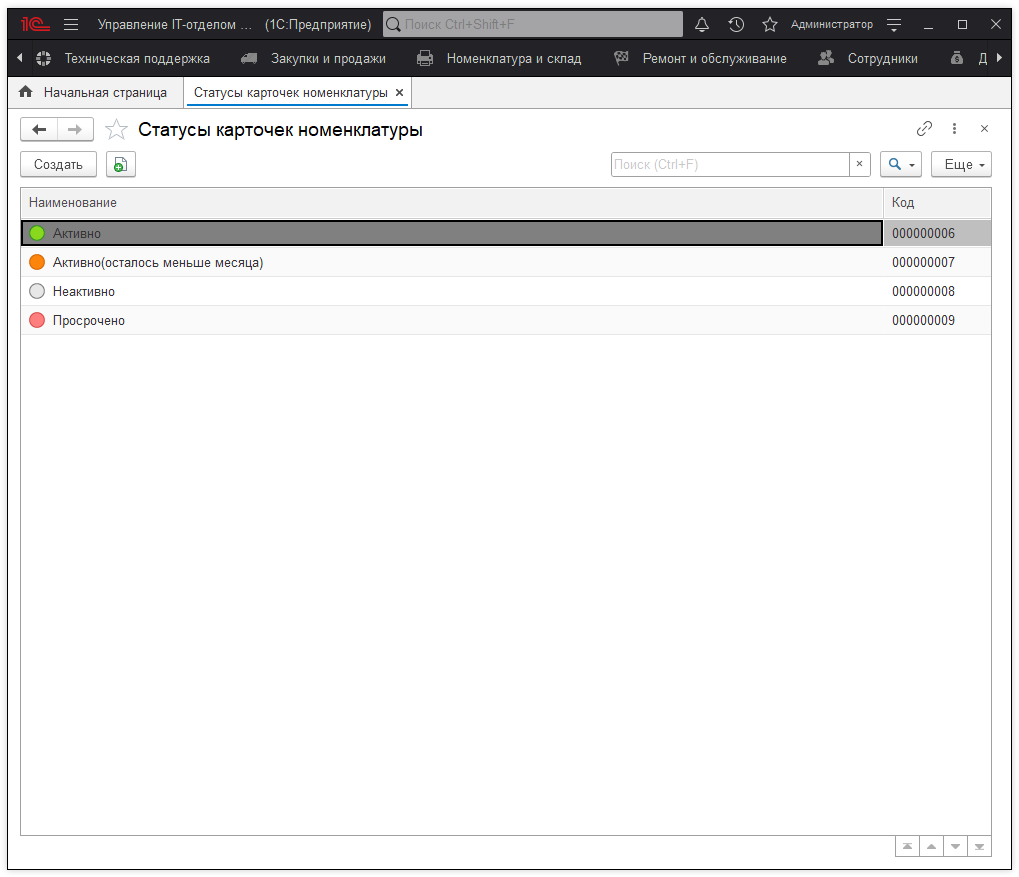 1С Управление IT-отделом ... (1С:Предприятие) Поиск Ctrl+Shift+F Администратор
Техническая поддержка Закупки и продажи Номенклатура и склад Ремонт и обслуживание Сотрудники Д
Начальная страница Статусы карточек номенклатуры
Статусы карточек номенклатуры
Создать Поиск (Ctrl+F) × Еще
Наименование Код
Активно 000000006
Активно(осталось меньше месяца) 000000007
Неактивно 000000008
Просрочено 000000009